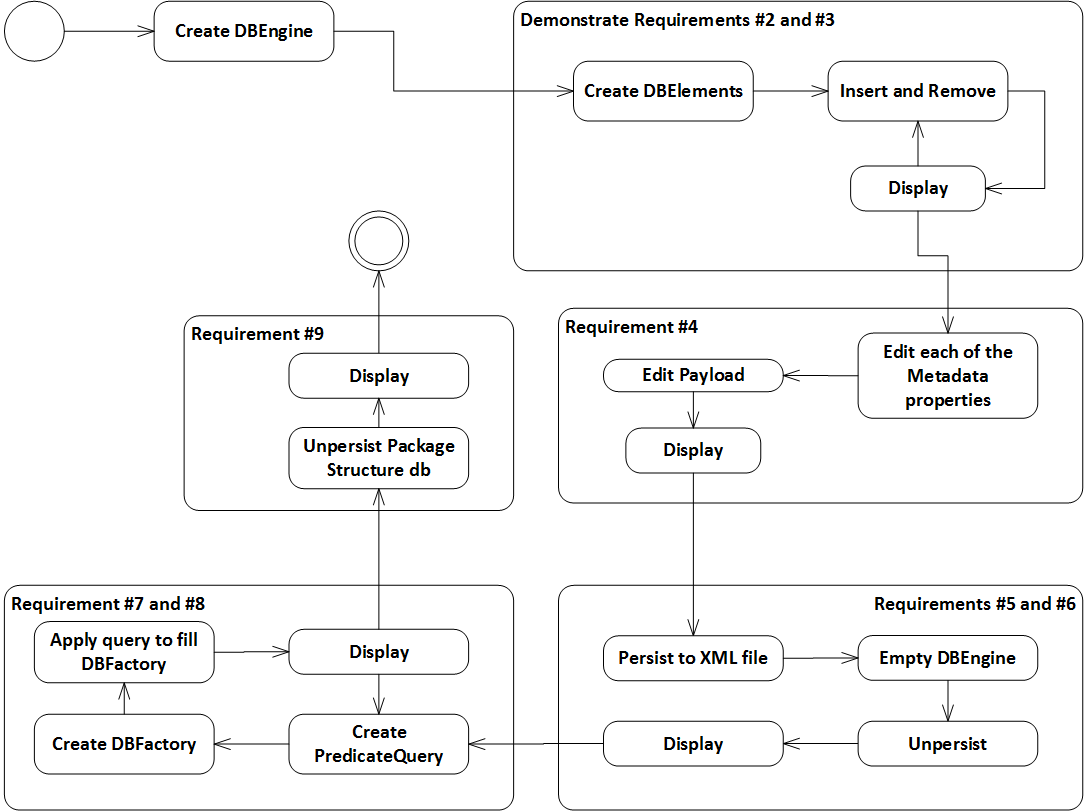 Create DBEngine
Demonstrate Requirements #2 and #3
Create DBElements
Insert and Remove
Display
Requirement #4
Edit each of the
Metadata
properties
Edit Payload
Display
Requirements #5 and #6
Persist to XML file
Empty DBEngine
Unpersist
Display
Requirement #7 and #8
Create
PredicateQuery
Create DBFactory
Apply query to fill
DBFactory
Display
Requirement #9
Unpersist Package
Structure db
Display